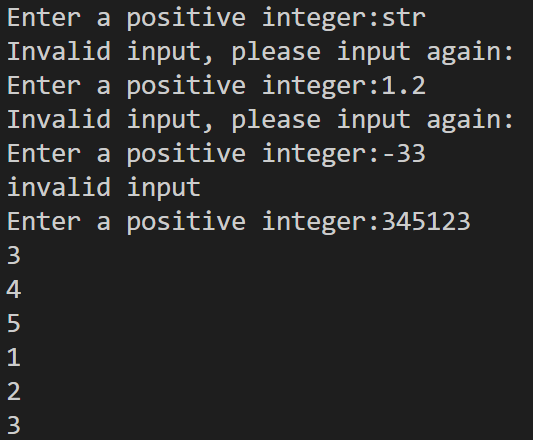 Enter a positive integer:str
Invalid input, please input again:
Enter a positive integer:1.2
Invalid input, please input again:
Enter a positive integer:-33
invalid input
Enter a positive integer:345123
3
4
5
1
2
3